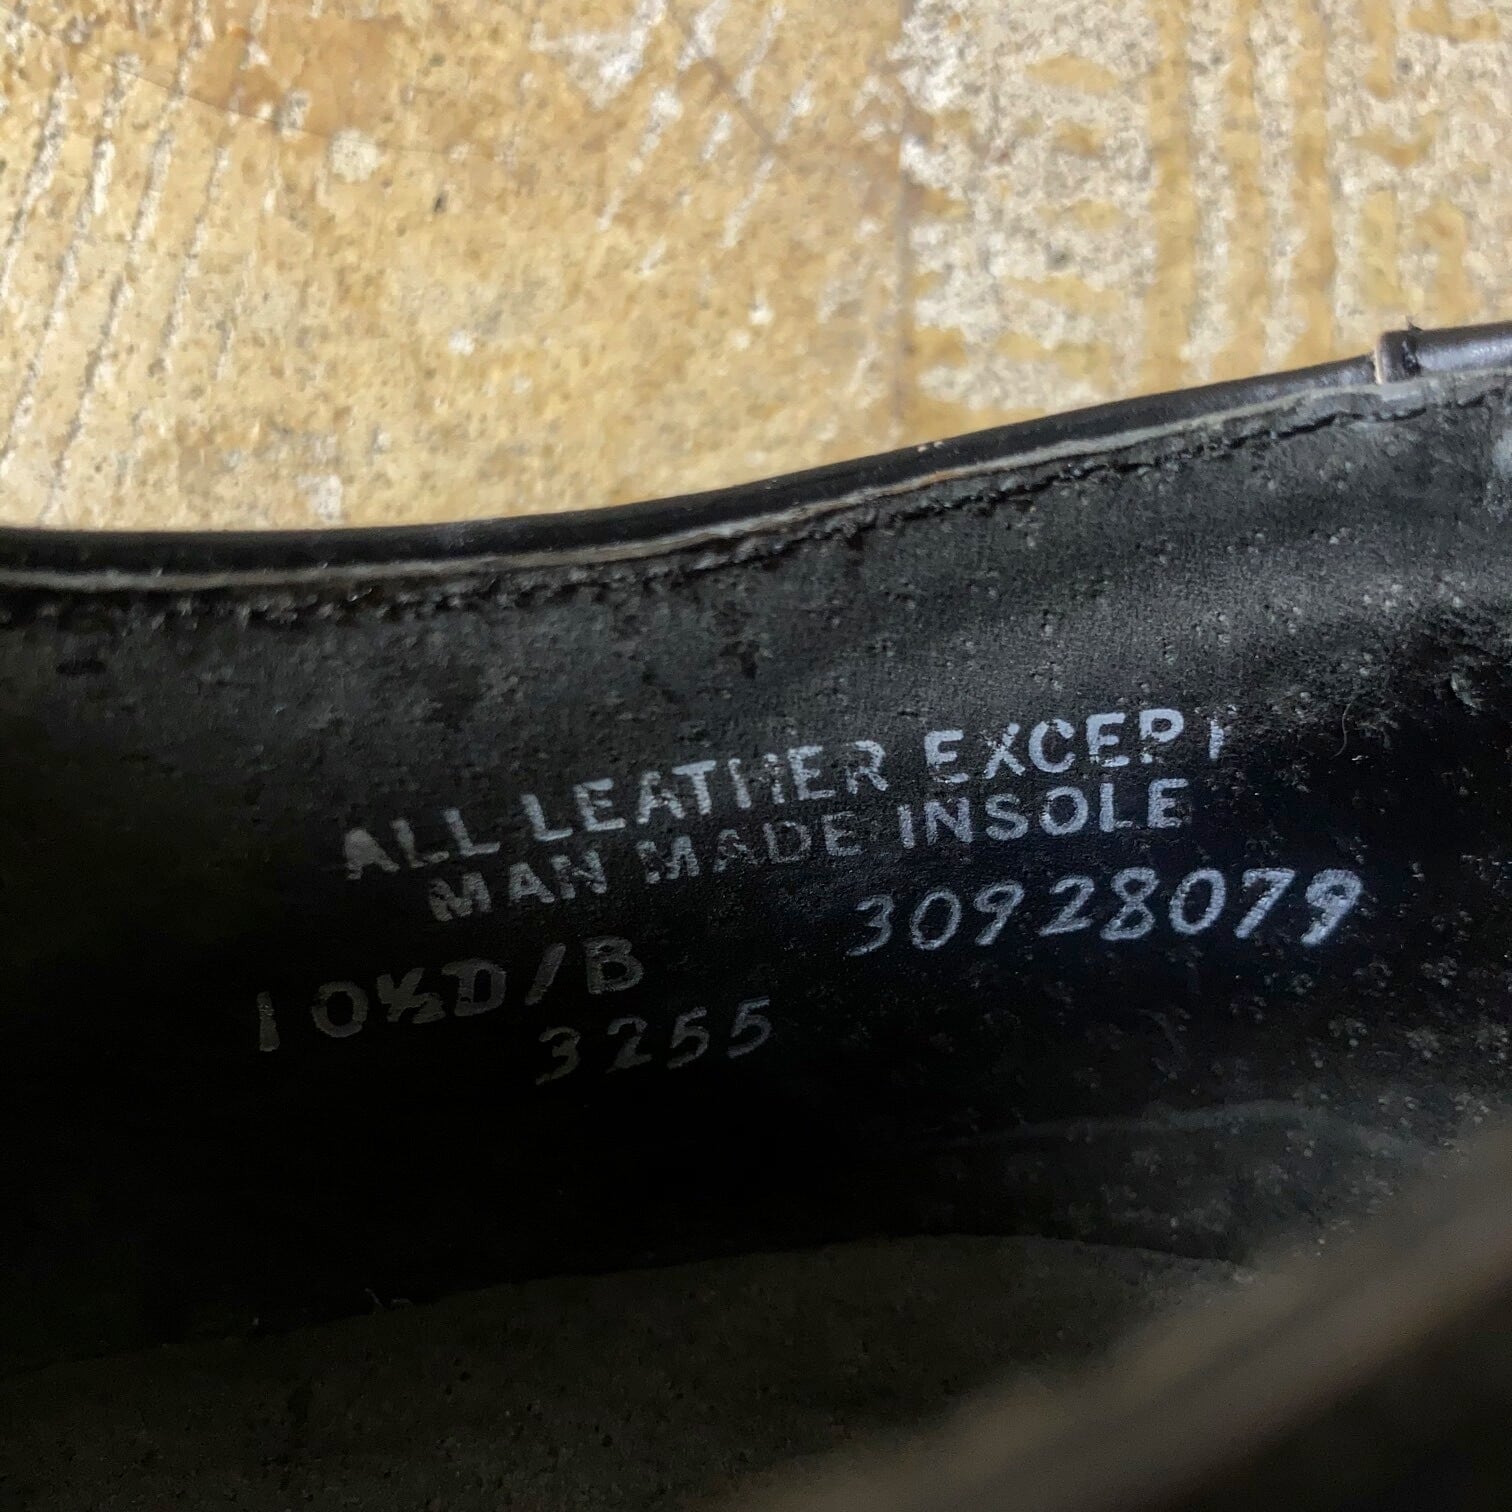 ALL LEATHER EXCEPT
MAN MADE INSOLE
10½D/B 30928079
3255